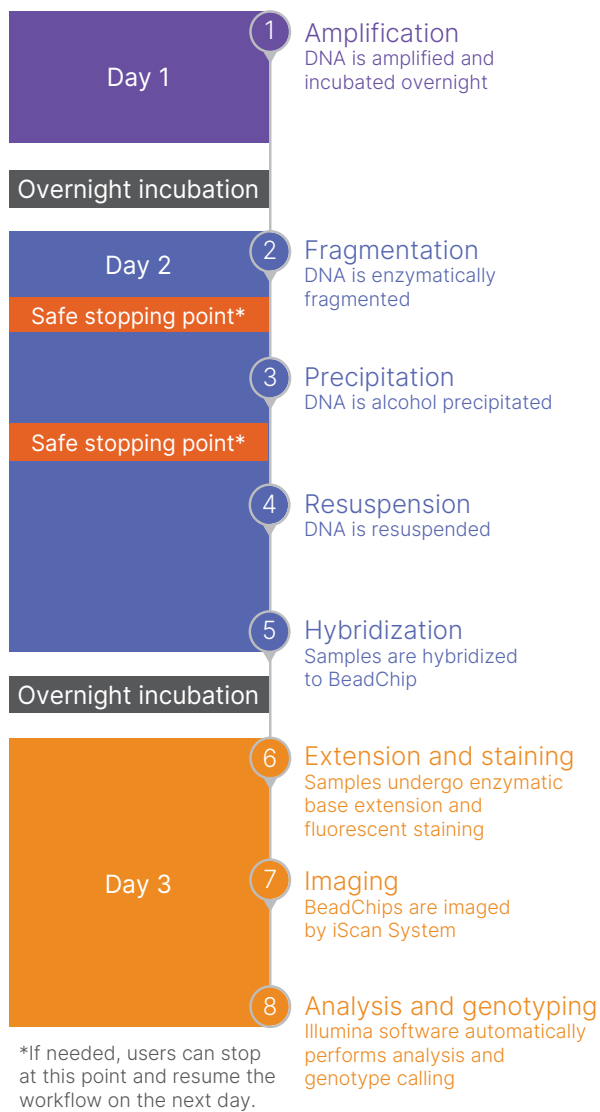 1
Amplification
DNA is amplified and
incubated overnight
Day 1
Overnight incubation
2
Fragmentation
DNA is enzymatically
fragmented
Day 2
Safe stopping point*
3
Precipitation
DNA is alcohol precipitated
Safe stopping point*
4
Resuspension
DNA is resuspended
5
Hybridization
Samples are hybridized
to BeadChip
Overnight incubation
6
Extension and staining
Samples undergo enzymatic
base extension and
fluorescent staining
Day 3
7
Imaging
BeadChips are imaged
by iScan System
8
Analysis and genotyping
Illumina software automatically
performs analysis and
genotype calling
*If needed, users can stop
at this point and resume the
workflow on the next day.